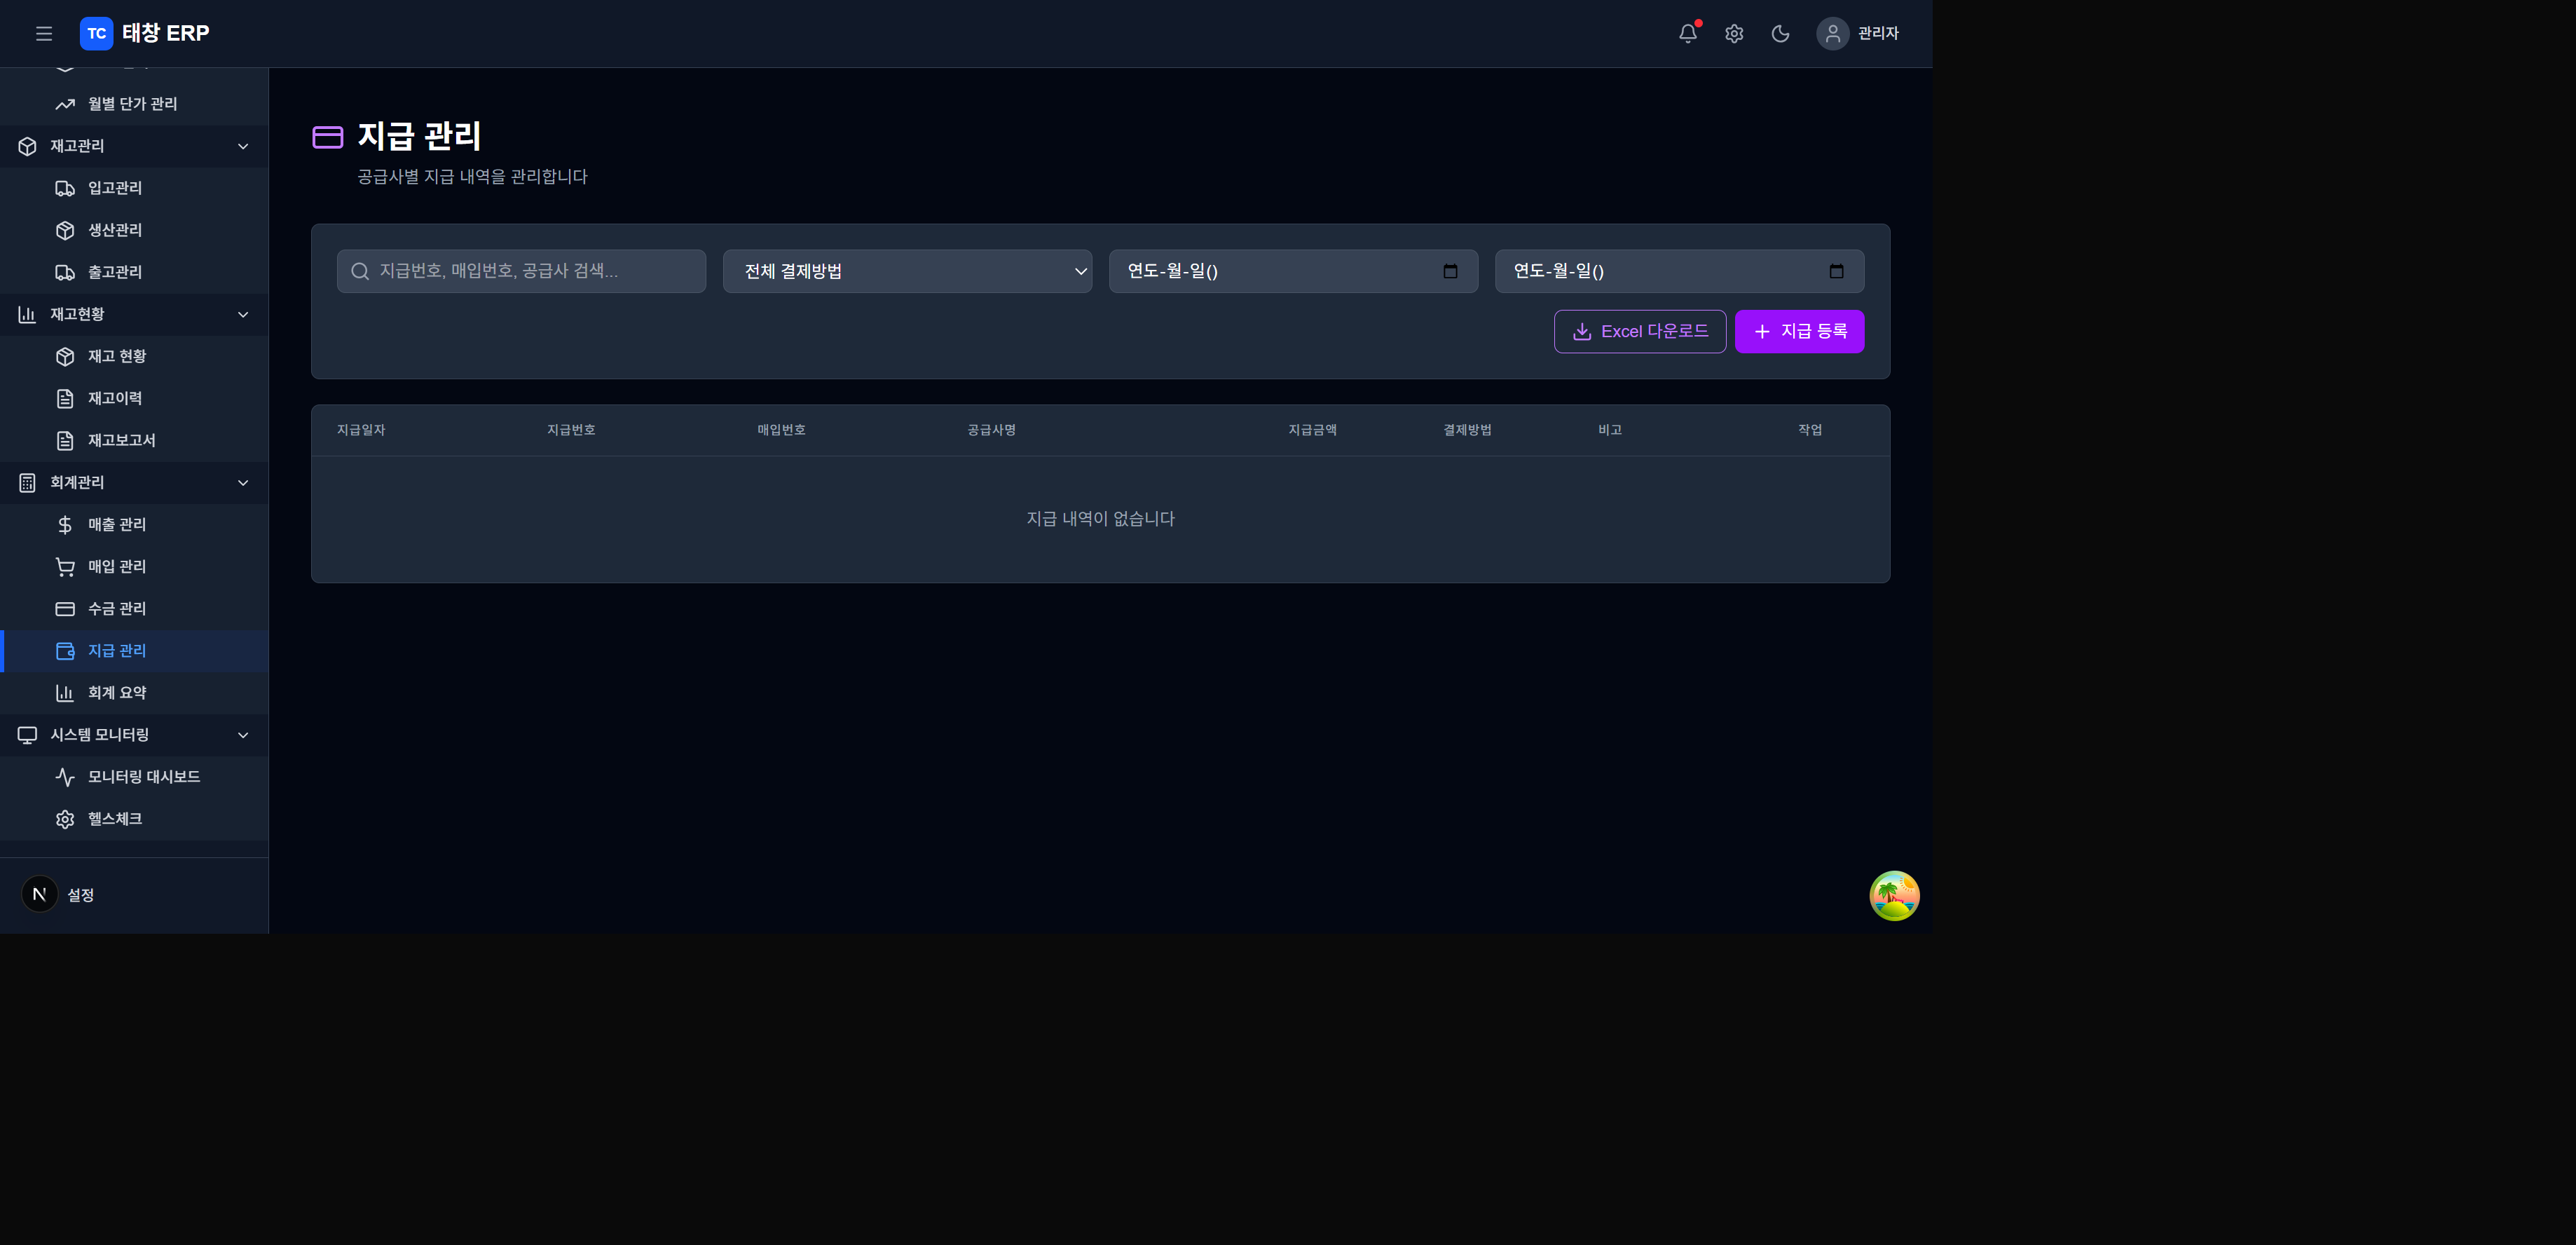 TC 태창 ERP
관리자
월별 단가 관리
재고관리
입고관리
생산관리
출고관리
재고현황
재고 현황
재고이력
재고보고서
회계관리
매출 관리
매입 관리
수금 관리
지급 관리
회계 요약
시스템 모니터링
모니터링 대시보드
헬스체크
N 설정
지급 관리
공급사별 지급 내역을 관리합니다
지급번호, 매입번호, 공급사 검색... 전체 결제방법 연도-월-일() 연도-월-일()
Excel 다운로드 지급 등록
지급일자 지급번호 매입번호 공급사명 지급금액 결제방법 비고 작업
지급 내역이 없습니다